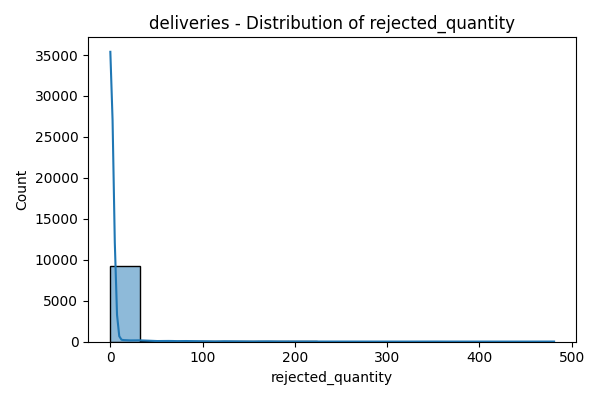 deliveries - Distribution of rejected_quantity
35000
30000
25000
20000
15000
10000
5000
0
Count
0 100 200 300 400 500
rejected_quantity